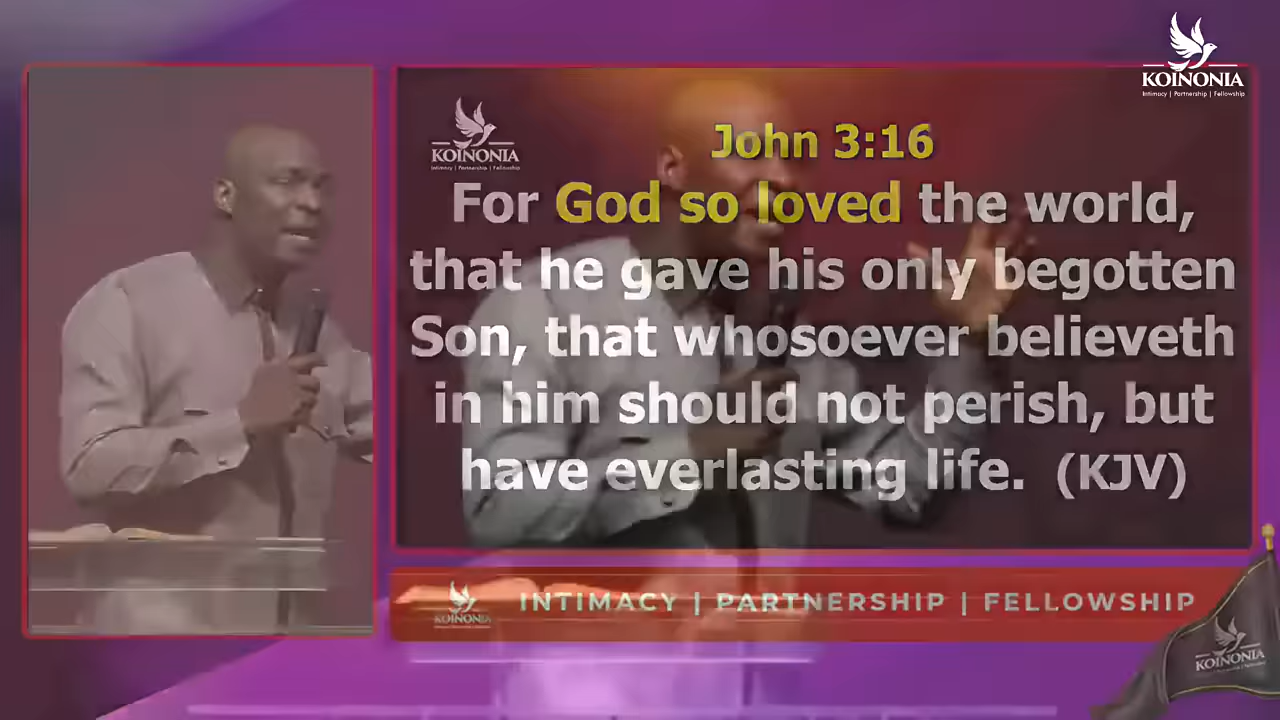 KOINONIA
Intimacy | Partnership | Fellowship
KOINONIA
Intimacy | Partnership | Fellowship
John 3:16
For God so loved the world,
that he gave his only begotten
Son, that whosoever believeth
in him should not perish, but
have everlasting life. (KJV)
KOINONIA
INTIMACY | PARTNERSHIP | FELLOWSHIP
KOINONIA